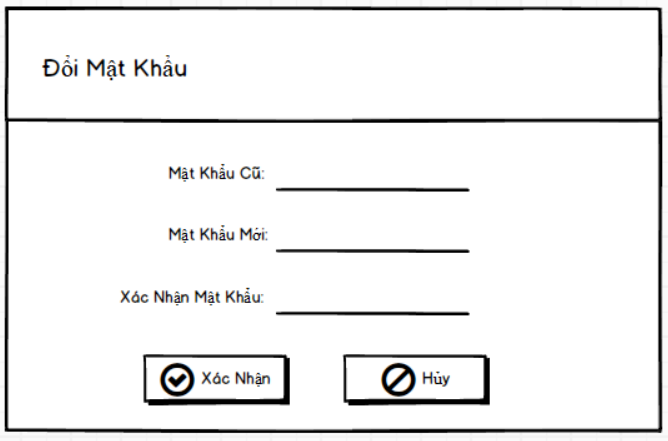 Đổi Mật Khẩu
Mật Khẩu Cũ:
Mật Khẩu Mới:
Xác Nhận Mật Khẩu:
Xác Nhận
Hủy